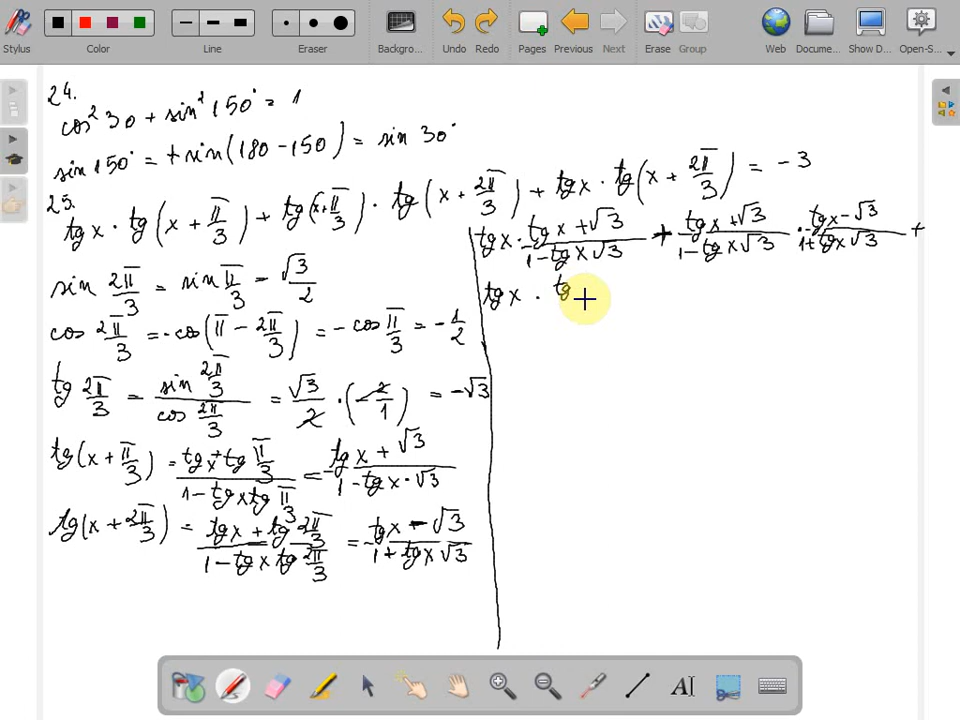 Stylus Color Line Eraser Backgro... Undo Redo Pages Previous Next Erase Group Web Docume... Show D... Open-S...
24.
cos² 30 + sin² 150° = 1
sin 150° = + sin(180 - 150) = sin 30°
25.
tg x · tg(x + π/3) + tg(x + π/3) · tg(x + 2π/3) + tg x · tg(x + 2π/3) = -3
sin 2π/3 = sin π/3 = √3/2
cos 2π/3 = -cos(π - 2π/3) = -cos π/3 = -1/2
tg 2π/3 = sin 2π/3 / cos 2π/3 = √3/2 · (-2/1) = -√3
tg(x + π/3) = tg x + tg π/3 / 1 - tg x tg π/3 = tg x + √3 / 1 - tg x · √3
tg(x + 2π/3) = tg x + tg 2π/3 / 1 - tg x tg 2π/3 = tg x - √3 / 1 + tg x √3
tg x · tg x + √3 / 1 - tg x √3 + tg x + √3 / 1 - tg x √3 · tg x - √3 / 1 + tg x √3 +
tg x · tg